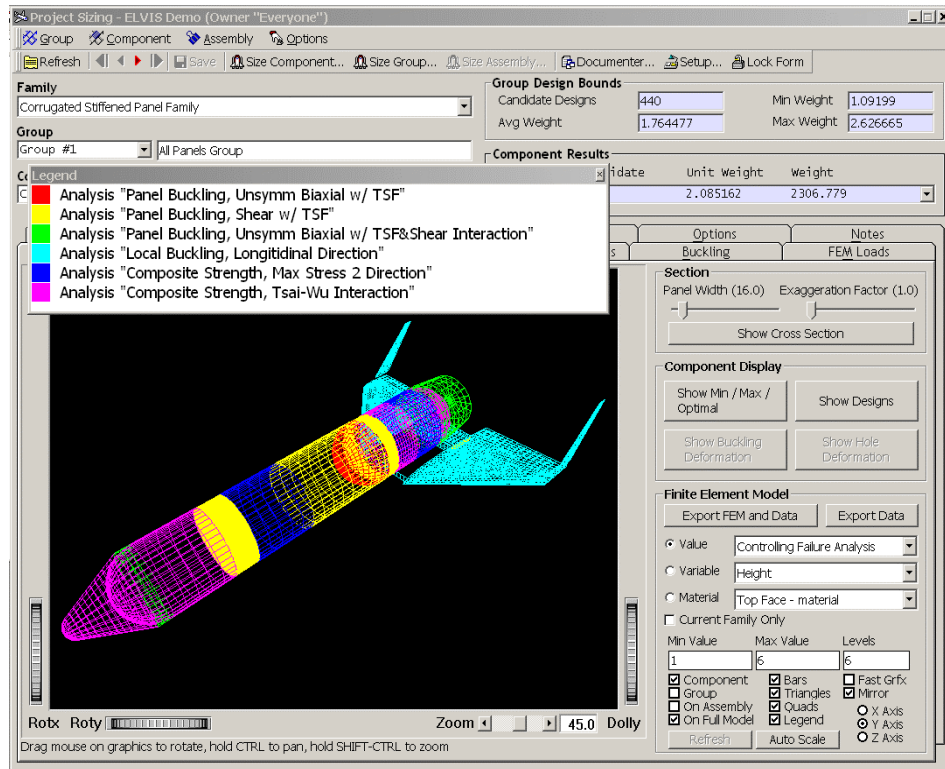 Project Sizing - ELVIS Demo (Owner "Everyone")
Group Component Assembly Options
Refresh Save Size Component... Size Group... Size Assembly... Documenter... Setup... Lock Form
Family
Corrugated Stiffened Panel Family
Group
Group #1 All Panels Group
Group Design Bounds
Candidate Designs 440 Min Weight 1.09199
Avg Weight 1.764477 Max Weight 2.626665
Component Results
Unit Weight Weight
2.085162 2306.779
Legend
Analysis "Panel Buckling, Unsymm Biaxial w/ TSF"
Analysis "Panel Buckling, Shear w/ TSF"
Analysis "Panel Buckling, Unsymm Biaxial w/ TSF&Shear Interaction"
Analysis "Local Buckling, Longitidinal Direction"
Analysis "Composite Strength, Max Stress 2 Direction"
Analysis "Composite Strength, Tsai-Wu Interaction"
Options Notes
Buckling FEM Loads
Section
Panel Width (16.0) Exaggeration Factor (1.0)
Show Cross Section
Component Display
Show Min / Max / Optimal
Show Designs
Show Buckling Deformation
Show Hole Deformation
Finite Element Model
Export FEM and Data Export Data
Value Controlling Failure Analysis
Variable Height
Material Top Face - material
Current Family Only
Min Value Max Value Levels
1 6 6
Component Bars Fast Grfx
Group Triangles Mirror
On Assembly Quads X Axis
On Full Model Legend Y Axis
Refresh Auto Scale Z Axis
Rotx Roty Zoom 45.0 Dolly
Drag mouse on graphics to rotate, hold CTRL to pan, hold SHIFT-CTRL to zoom